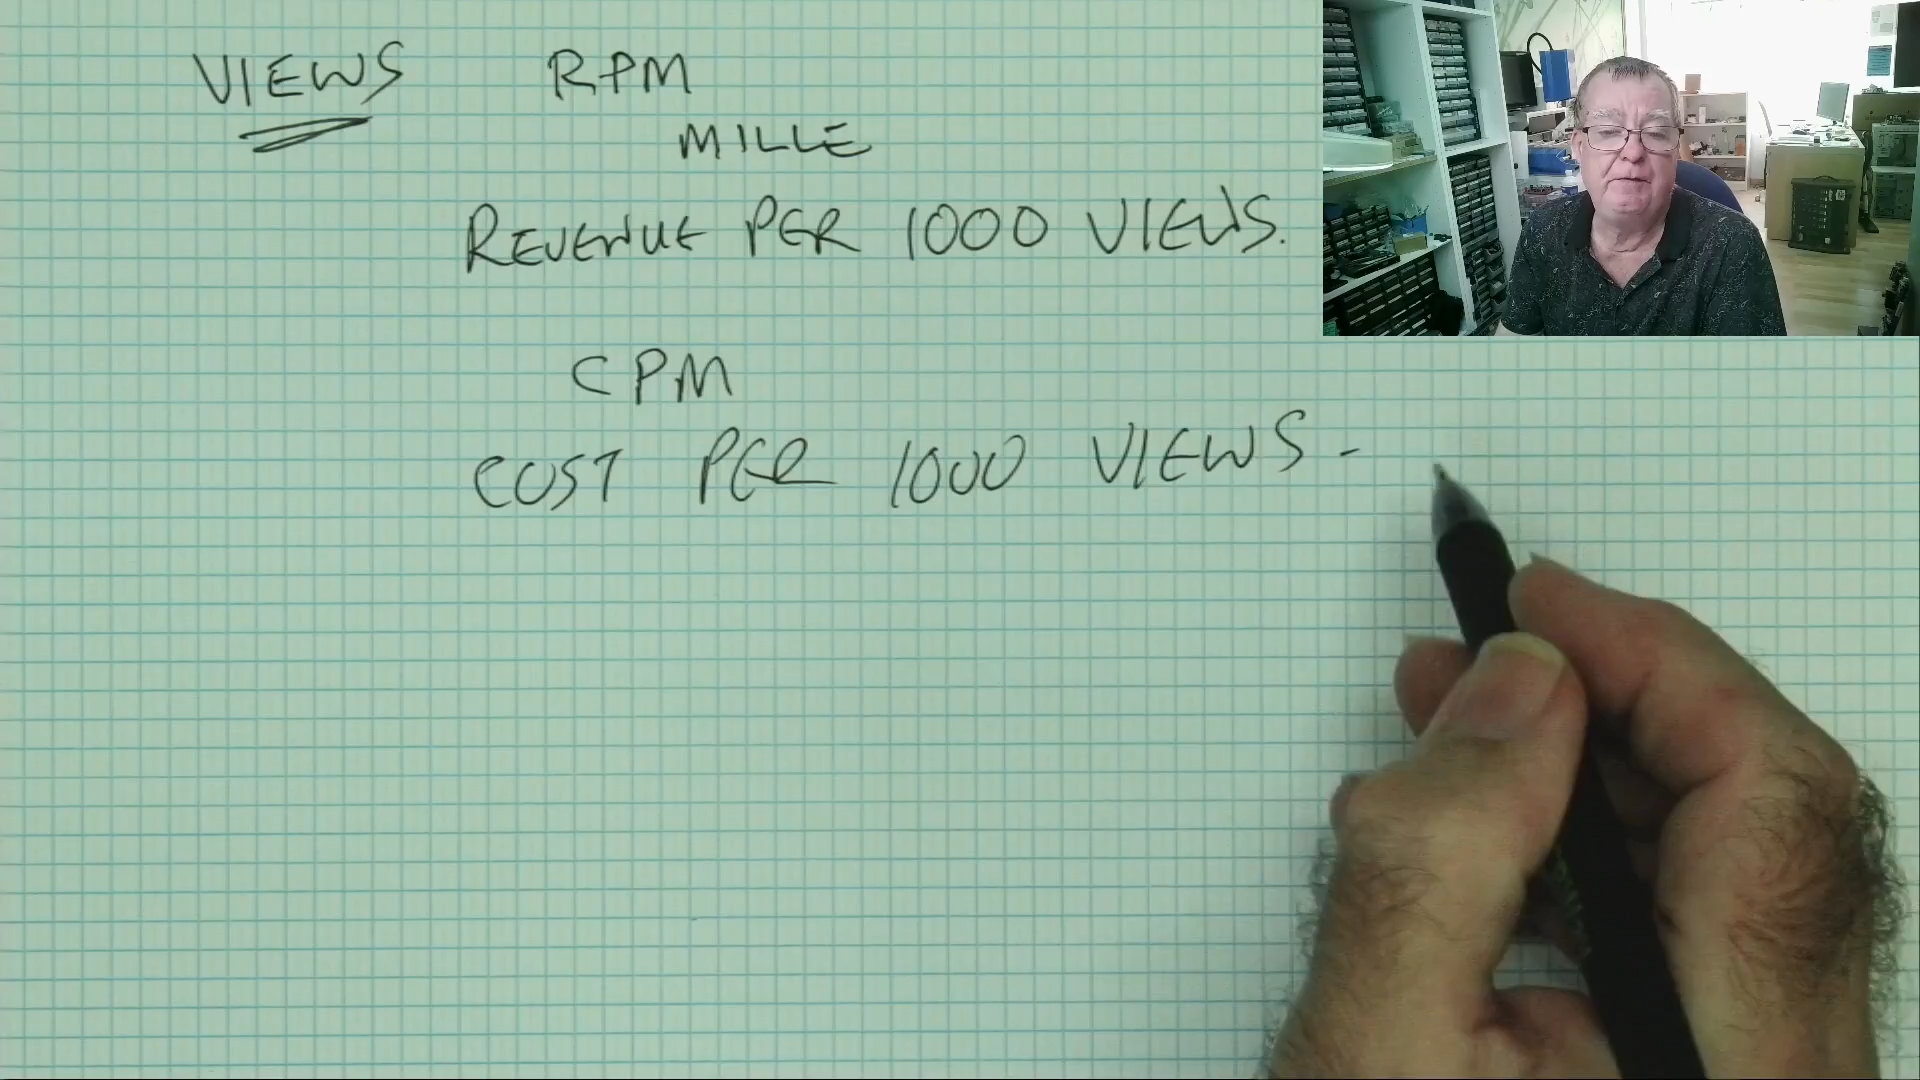 VIEWS RPM
MILLE
REVENUE PER 1000 VIEWS.
CPM
COST PER 1000 VIEWS -